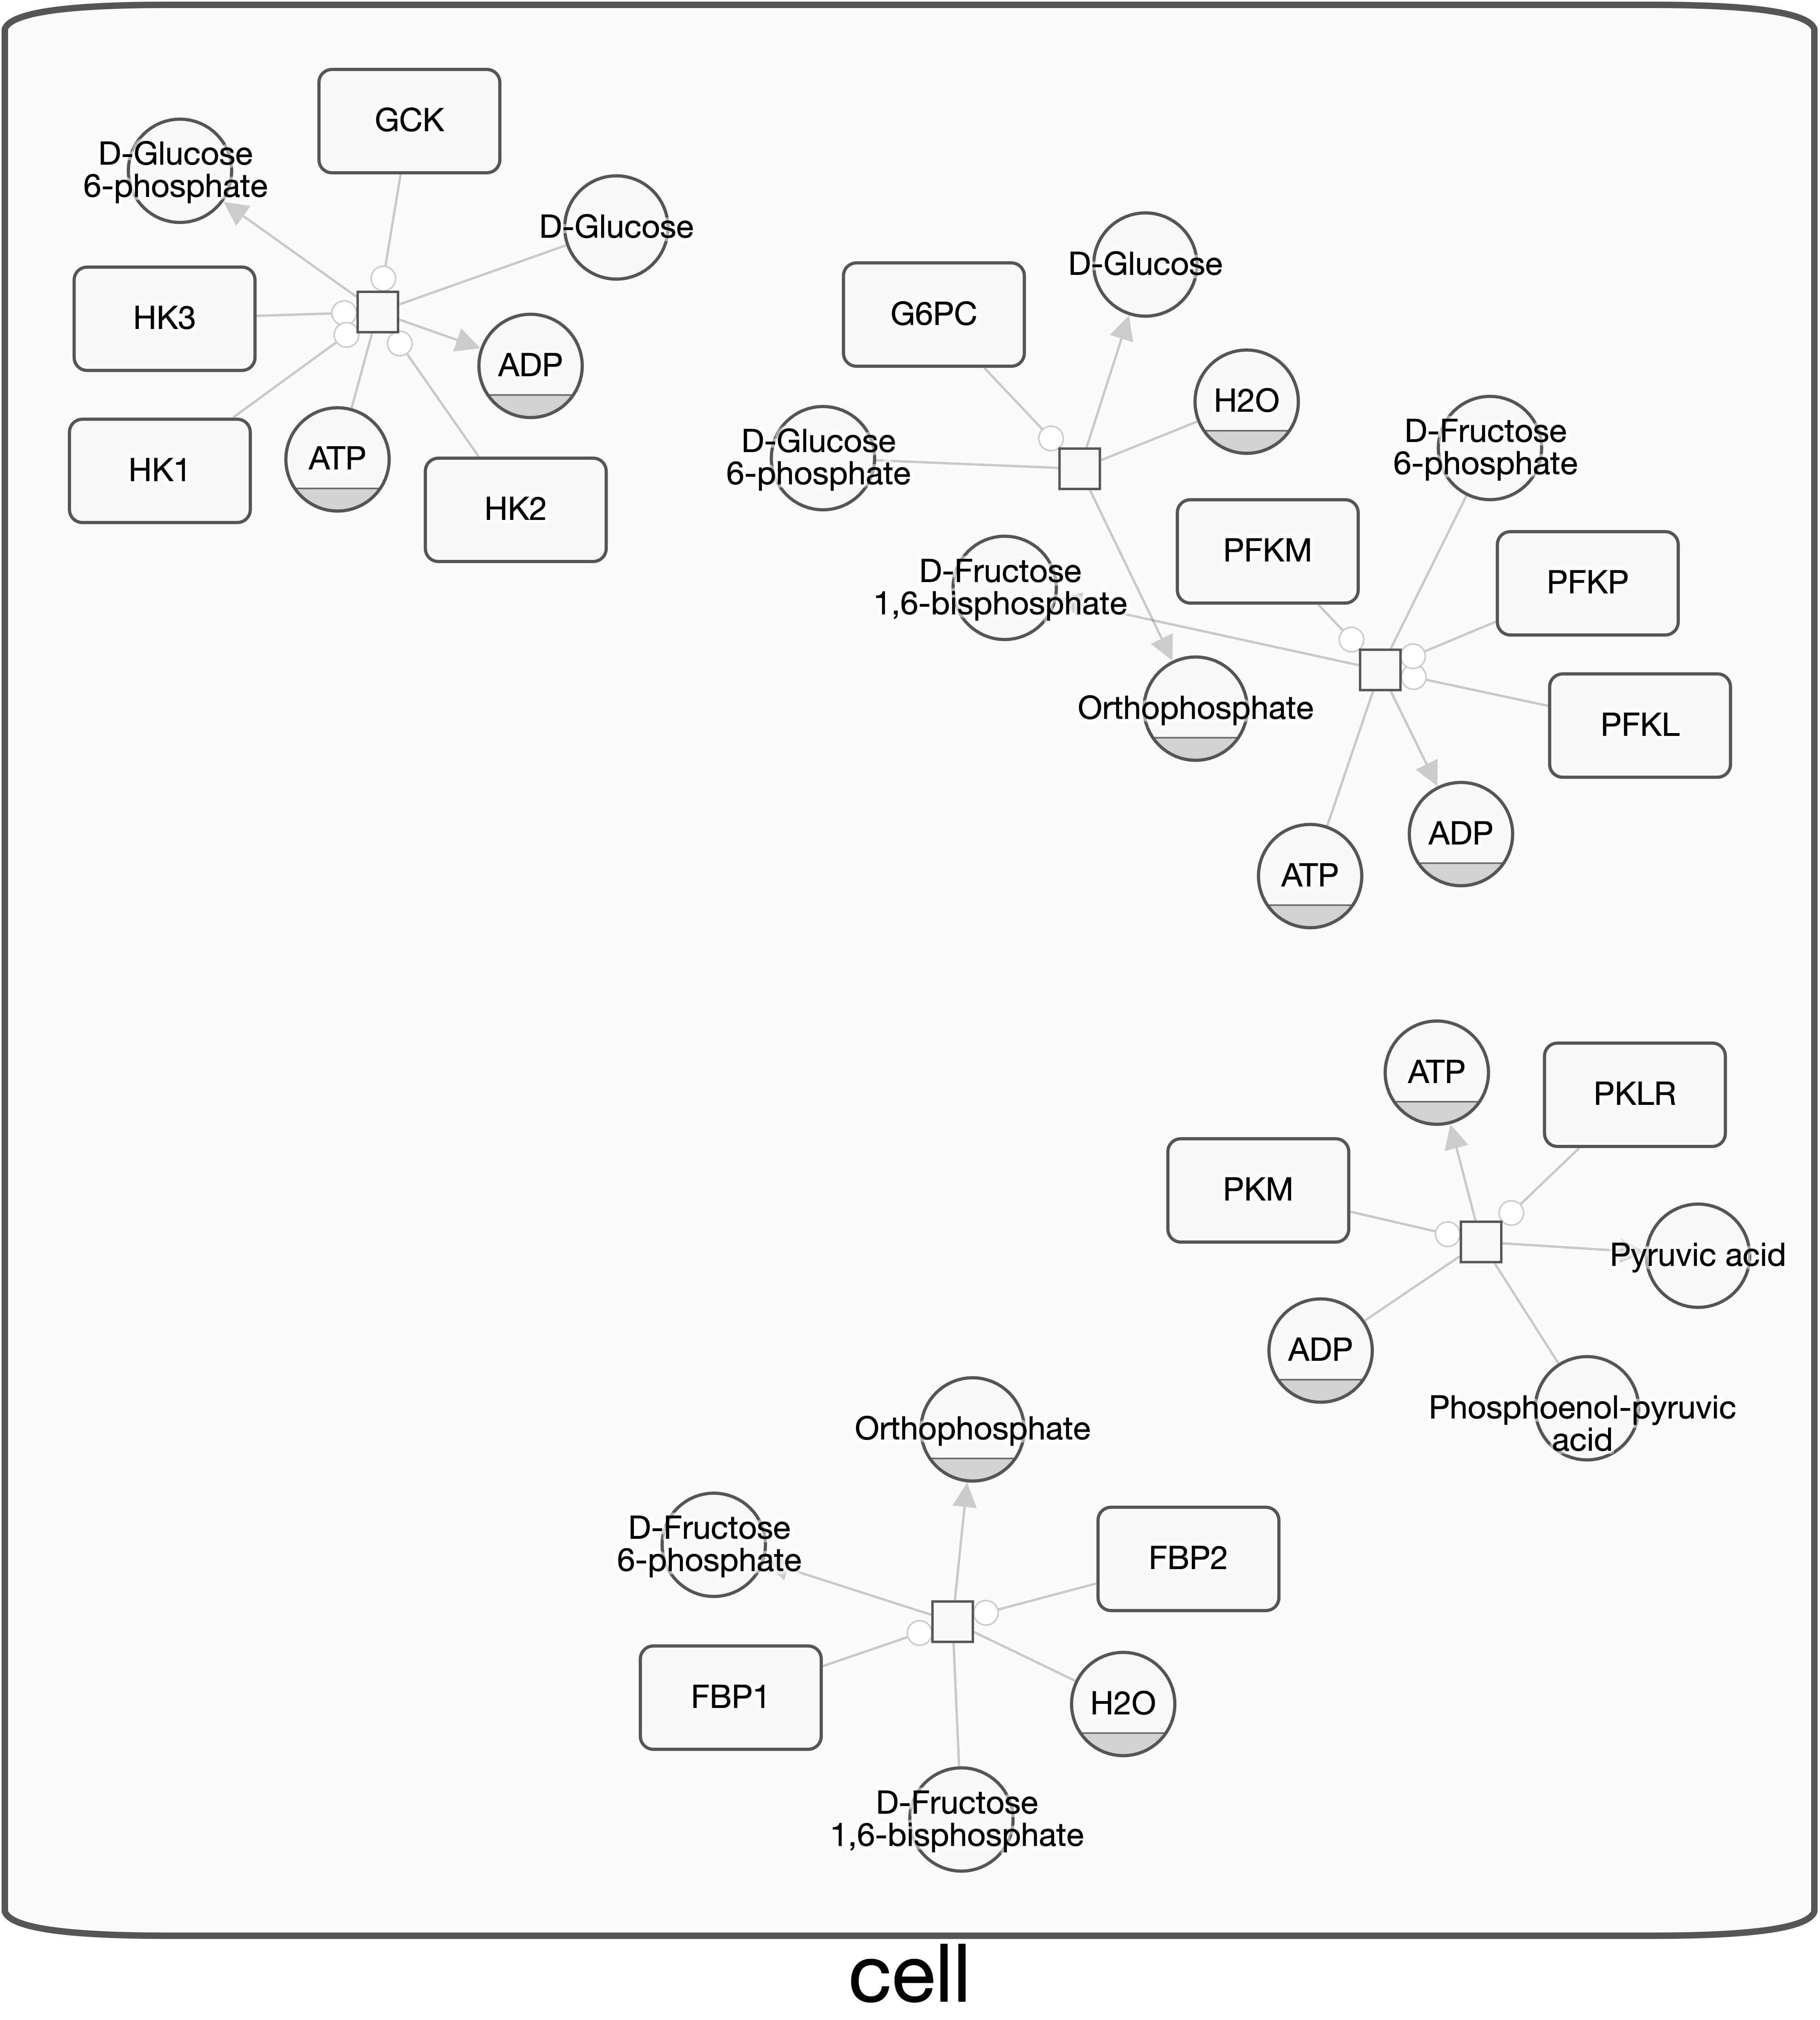 GCK
D-Glucose
6-phosphate
D-Glucose
HK3
ADP
HK1
ATP
HK2
D-Glucose
G6PC
H2O
D-Glucose
6-phosphate
D-Fructose
6-phosphate
PFKM
PFKP
D-Fructose
1,6-bisphosphate
Orthophosphate
PFKL
ADP
ATP
ATP
PKLR
PKM
Pyruvic acid
ADP
Phosphoenol-pyruvic
acid
Orthophosphate
D-Fructose
6-phosphate
FBP2
FBP1
H2O
D-Fructose
1,6-bisphosphate
cell